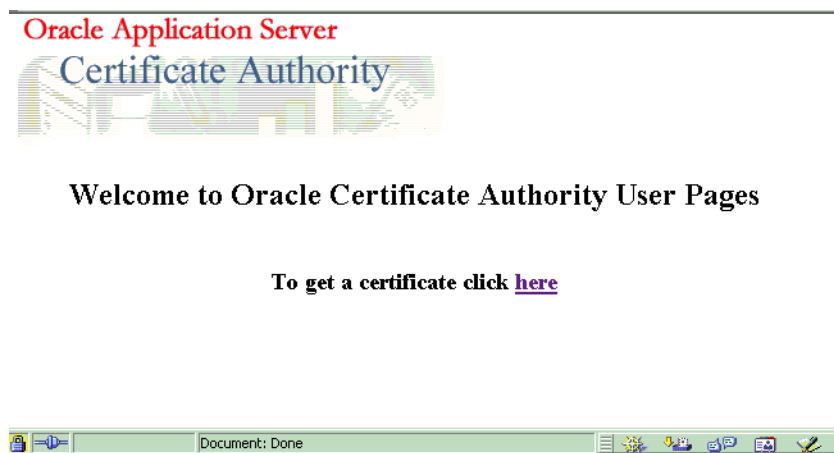 Oracle Application Server
Certificate Authority
Welcome to Oracle Certificate Authority User Pages
To get a certificate click here
Document: Done